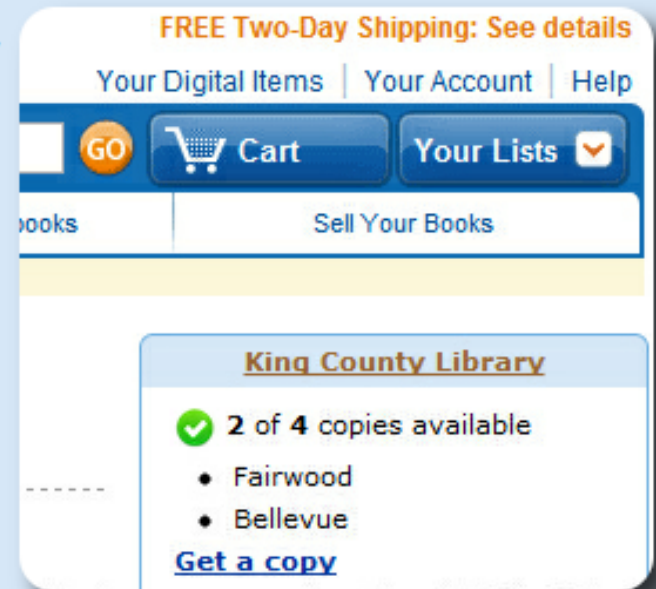 FREE Two-Day Shipping: See details
Your Digital Items | Your Account | Help
GO Cart Your Lists
Sell Your Books
King County Library
2 of 4 copies available
• Fairwood
• Bellevue
Get a copy